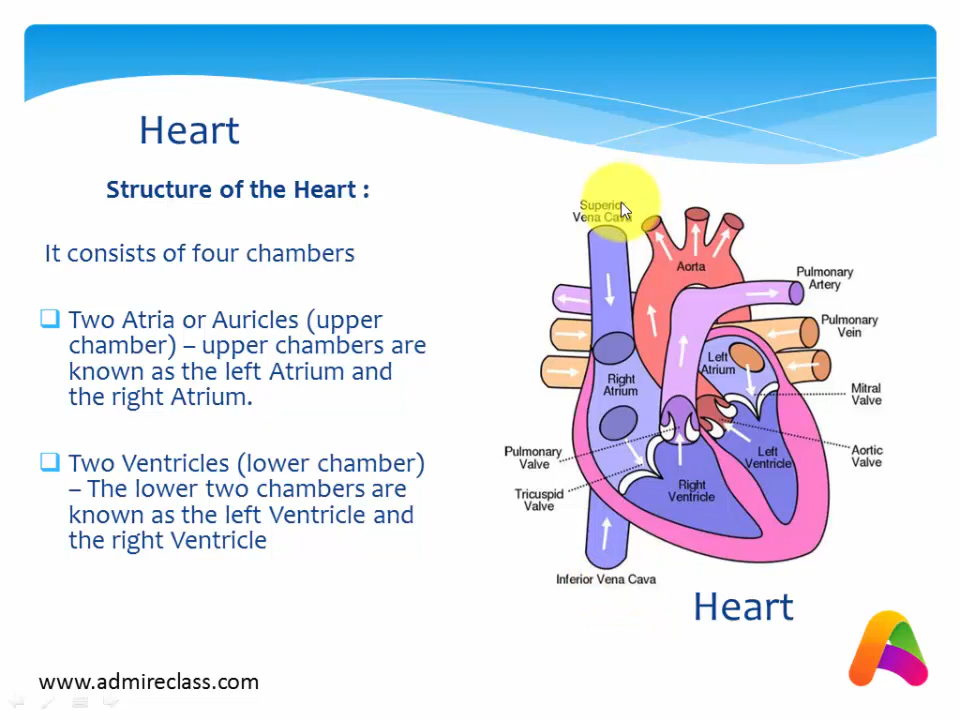 Heart
Structure of the Heart :
It consists of four chambers
Two Atria or Auricles (upper
chamber) – upper chambers are
known as the left Atrium and
the right Atrium.
Two Ventricles (lower chamber)
– The lower two chambers are
known as the left Ventricle and
the right Ventricle
Superior
Vena Cava
Aorta
Pulmonary
Artery
Pulmonary
Vein
Left
Atrium
Right
Atrium
Mitral
Valve
Pulmonary
Valve
Left
Ventricle
Aortic
Valve
Right
Ventricle
Tricuspid
Valve
Inferior Vena Cava
Heart
www.admireclass.com